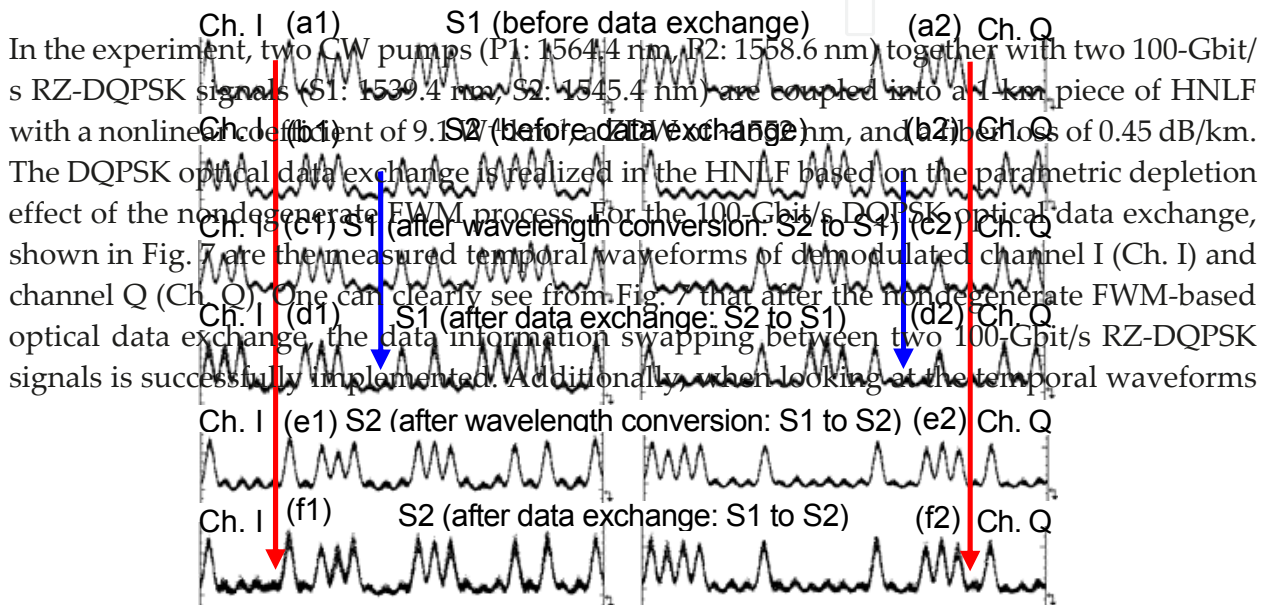 Ch. I (a1) S1 (before data exchange) (a2) Ch. Q
In the experiment, two CW pumps (P1: 1564.4 nm, P2: 1558.6 nm) together with two 100-Gbit/
s RZ-DQPSK signals (S1: 1539.4 nm, S2: 1545.4 nm) are coupled into a 1-km piece of HNLF
Ch. I (b1) S2 (before data exchange) (b2) Ch. Q
with a nonlinear coefficient of 9.1 W⁻¹km⁻¹, a ZDW of ~1552 nm, and a fiber loss of 0.45 dB/km.
The DQPSK optical data exchange is realized in the HNLF based on the parametric depletion
effect of the nondegenerate FWM process. For the 100-Gbit/s DQPSK optical data exchange,
Ch. I (c1) S1 (after wavelength conversion: S2 to S1) (c2) Ch. Q
shown in Fig. 7 are the measured temporal waveforms of demodulated channel I (Ch. I) and
channel Q (Ch. Q). One can clearly see from Fig. 7 that after the nondegenerate FWM-based
Ch. I (d1) S1 (after data exchange: S2 to S1) (d2) Ch. Q
optical data exchange, the data information swapping between two 100-Gbit/s RZ-DQPSK
signals is successfully implemented. Additionally, when looking at the temporal waveforms
Ch. I (e1) S2 (after wavelength conversion: S1 to S2) (e2) Ch. Q
Ch. I (f1) S2 (after data exchange: S1 to S2) (f2) Ch. Q